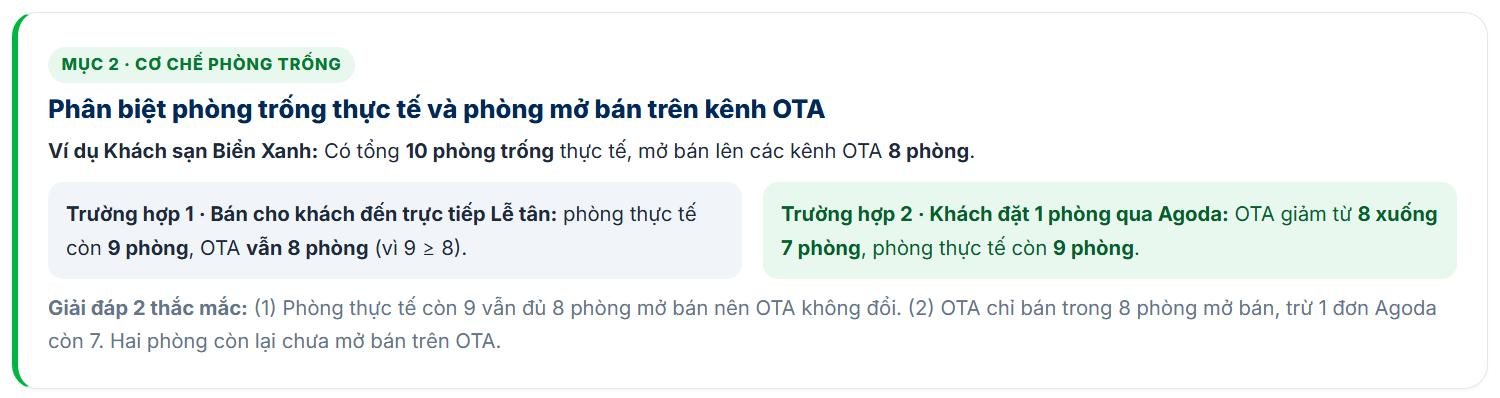 MỤC 2 · CƠ CHẾ PHÒNG TRỐNG
Phân biệt phòng trống thực tế và phòng mở bán trên kênh OTA
Ví dụ Khách sạn Biển Xanh: Có tổng 10 phòng trống thực tế, mở bán lên các kênh OTA 8 phòng.
Trường hợp 1 · Bán cho khách đến trực tiếp Lễ tân: phòng thực tế
còn 9 phòng, OTA vẫn 8 phòng (vì 9 ≥ 8).
Trường hợp 2 · Khách đặt 1 phòng qua Agoda: OTA giảm từ 8 xuống
7 phòng, phòng thực tế còn 9 phòng.
Giải đáp 2 thắc mắc: (1) Phòng thực tế còn 9 vẫn đủ 8 phòng mở bán nên OTA không đổi. (2) OTA chỉ bán trong 8 phòng mở bán, trừ 1 đơn Agoda
còn 7. Hai phòng còn lại chưa mở bán trên OTA.